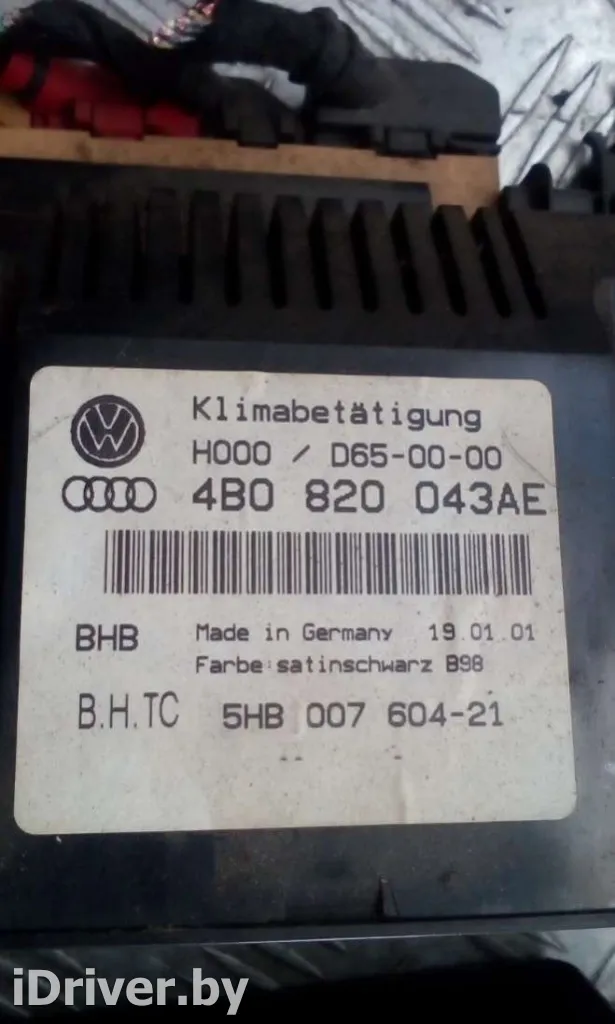 Klimabetätigung
H000 / D65-00-00
4B0 820 043AE
BHB Made in Germany 19.01.01
Farbe:satinschwarz B98
B.H.TC 5HB 007 604-21
iDriver.by